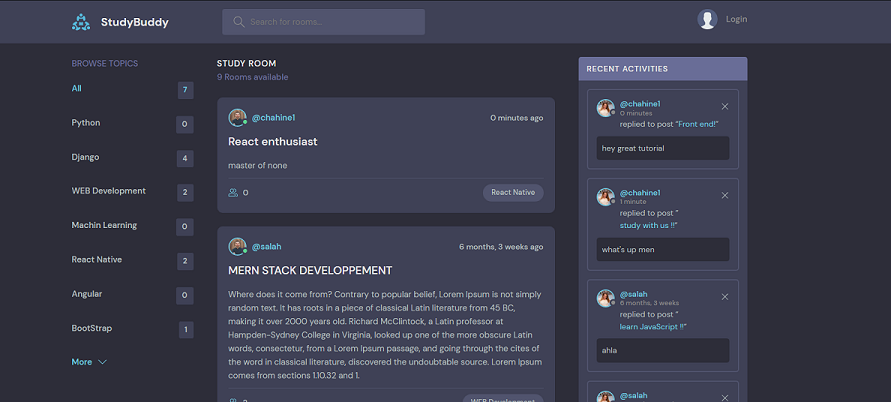 StudyBuddy
Search for rooms...
Login
BROWSE TOPICS
All 7
Python 0
Django 4
WEB Development 2
Machin Learning 0
React Native 2
Angular 0
BootStrap 1
More
STUDY ROOM
9 Rooms available
@chahine1 0 minutes ago
React enthusiast
master of none
0 React Native
@salah 6 months, 3 weeks ago
MERN STACK DEVELOPPEMENT
Where does it come from? Contrary to popular belief, Lorem Ipsum is not simply
random text. It has roots in a piece of classical Latin literature from 45 BC,
making it over 2000 years old. Richard McClintock, a Latin professor at
Hampden-Sydney College in Virginia, looked up one of the more obscure Latin
words, consectetur, from a Lorem Ipsum passage, and going through the cites of
the word in classical literature, discovered the undoubtable source. Lorem Ipsum
comes from sections 1.10.32 and 1.
WEB Development
RECENT ACTIVITIES
@chahine1
0 minutes
replied to post "Front end!"
hey great tutorial
@chahine1
1 minute
replied to post "
study with us !!"
what's up men
@salah
6 months, 3 weeks
replied to post "
learn JavaScript !!"
ahla
@salah